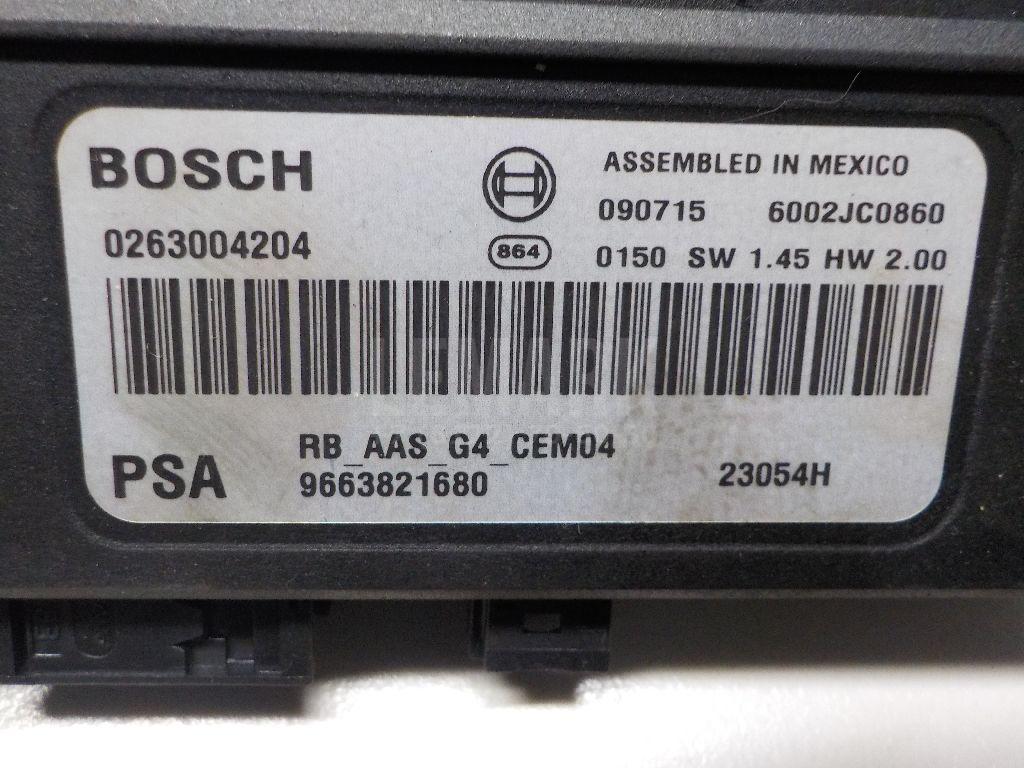 BOSCH
ASSEMBLED IN MEXICO
090715 6002JC0860
0263004204
864
0150 SW 1.45 HW 2.00
LEMARK
RB_AAS_G4_CEM04
PSA
9663821680
23054H